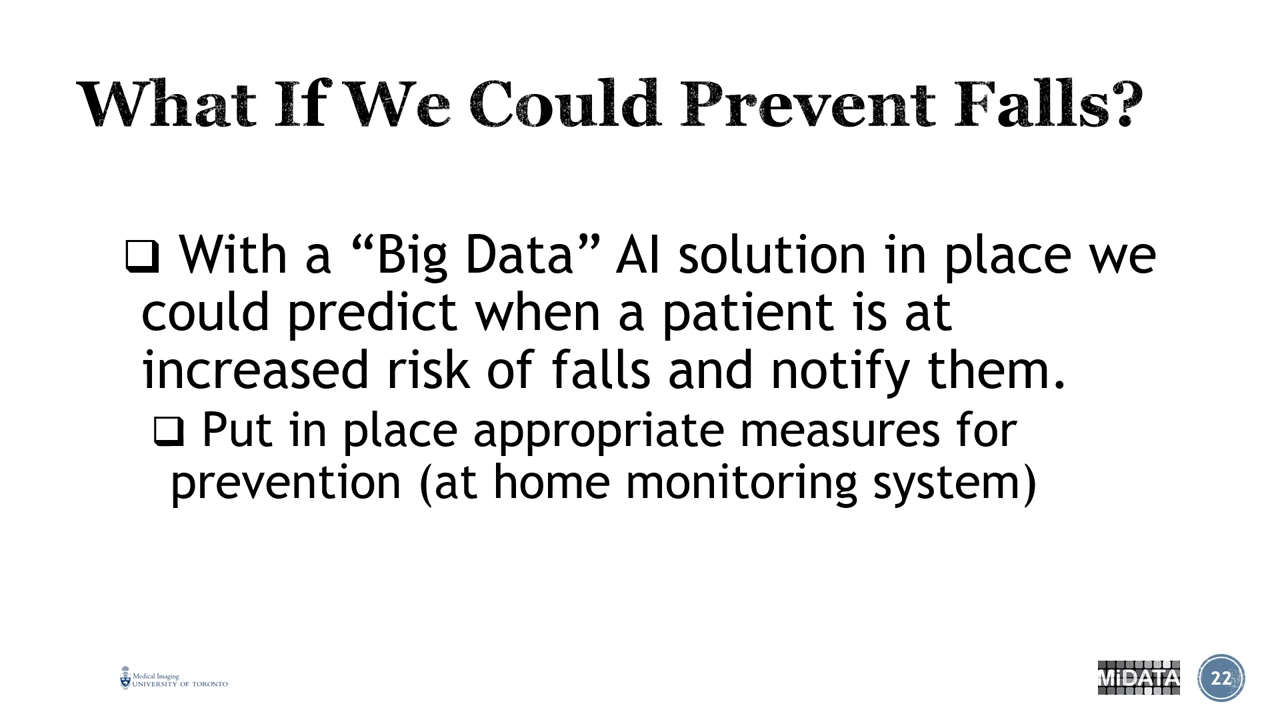 What If We Could Prevent Falls?
❑ With a “Big Data” AI solution in place we
could predict when a patient is at
increased risk of falls and notify them.
❑ Put in place appropriate measures for
prevention (at home monitoring system)
Medical Imaging
UNIVERSITY OF TORONTO
MiDATA
22